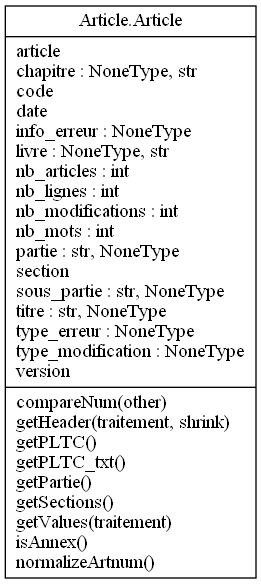 Article.Article
article
chapitre : NoneType, str
code
date
info_erreur : NoneType
livre : NoneType, str
nb_articles : int
nb_lignes : int
nb_modifications : int
nb_mots : int
partie : str, NoneType
section
sous_partie : str, NoneType
titre : str, NoneType
type_erreur : NoneType
type_modification : NoneType
version
compareNum(other)
getHeader(traitement, shrink)
getPLTC()
getPLTC_txt()
getPartie()
getSections()
getValues(traitement)
isAnnex()
normalizeArtnum()